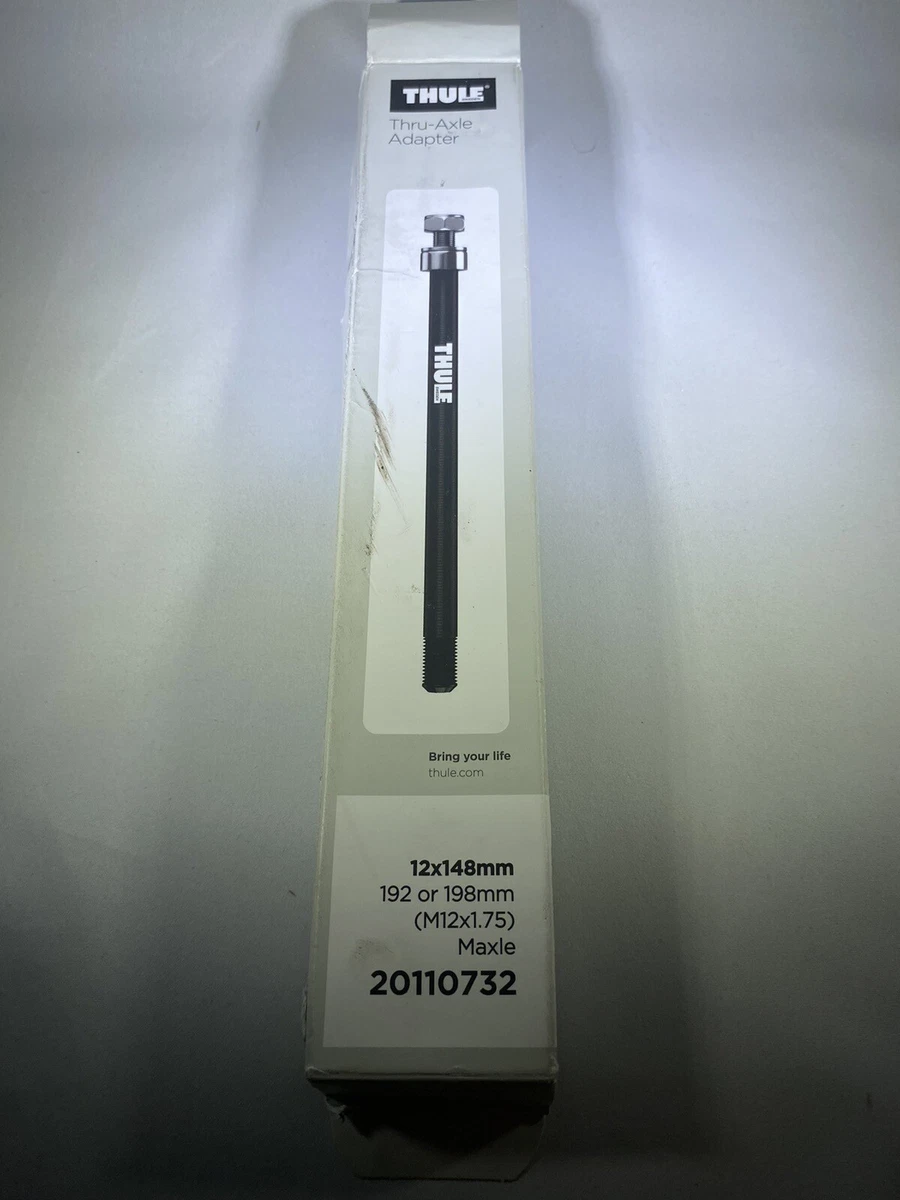 THULE
Thru-Axle
Adapter
THULE
Bring your life
thule.com
12x148mm
192 or 198mm
(M12x1.75)
Maxle
20110732